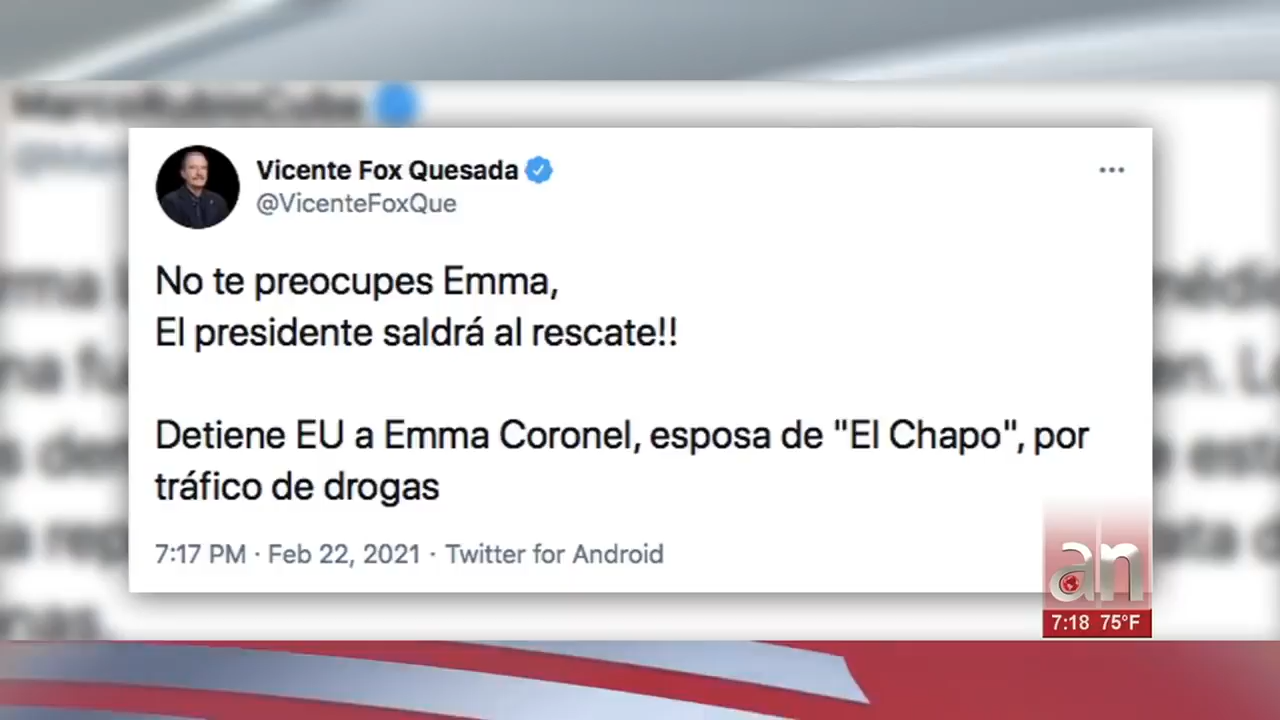 Vicente Fox Quesada
@VicenteFoxQue
No te preocupes Emma,
El presidente saldrá al rescate!!
Detiene EU a Emma Coronel, esposa de "El Chapo", por
tráfico de drogas
7:17 PM · Feb 22, 2021 · Twitter for Android
an
7:18 75°F